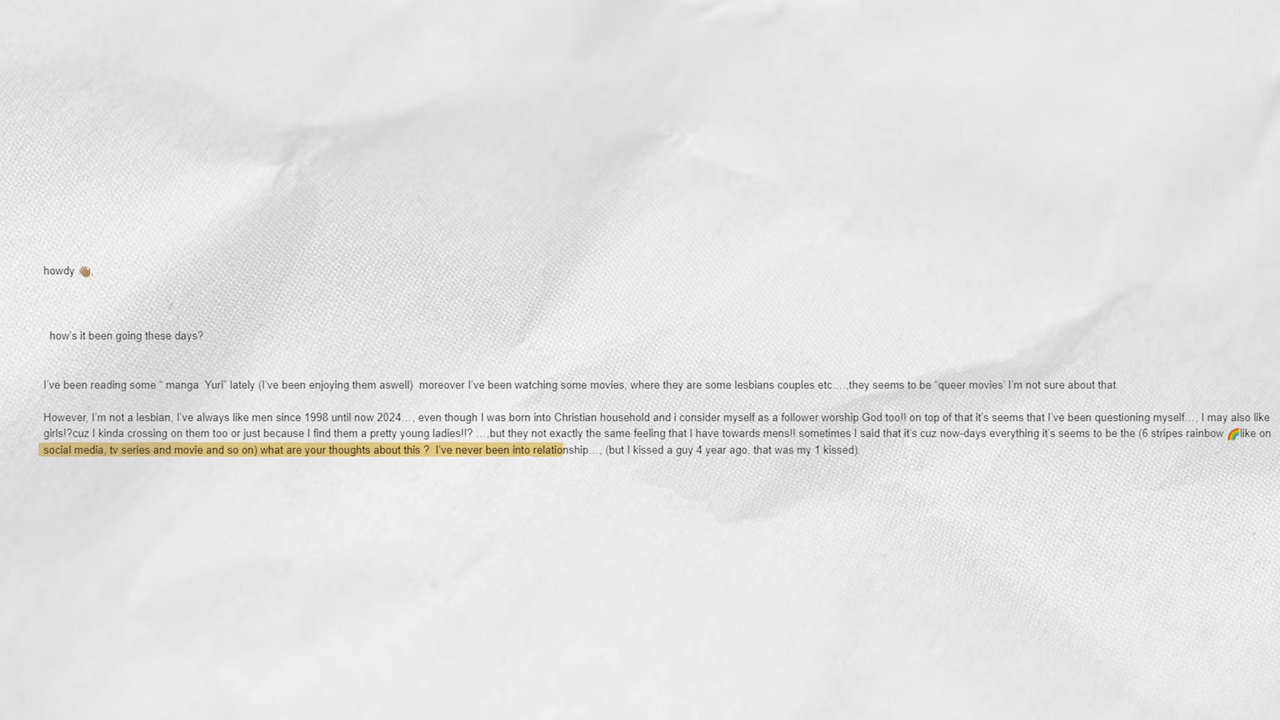 howdy 👋🏽.
how's it been going these days?
I've been reading some “ manga  Yuri” lately (I've been enjoying them aswell)  moreover I've been watching some movies, where they are some lesbians couples etc….,they seems to be “queer movies’ I'm not sure about that.
However, I'm not a lesbian, I've always like men since 1998 until now 2024…, even though I was born into Christian household and i consider myself as a follower worship God too!! on top of that it's seems that I've been questioning myself…, I may also like
girls!?cuz I kinda crossing on them too or just because I find them a pretty young ladies!!? …,but they not exactly the same feeling that I have towards mens!! sometimes I said that it's cuz now-days everything it's seems to be the (6 stripes rainbow 🌈like on
social media, tv series and movie and so on) what are your thoughts about this ?  I've never been into relationship…, (but I kissed a guy 4 year ago, that was my 1 kissed).